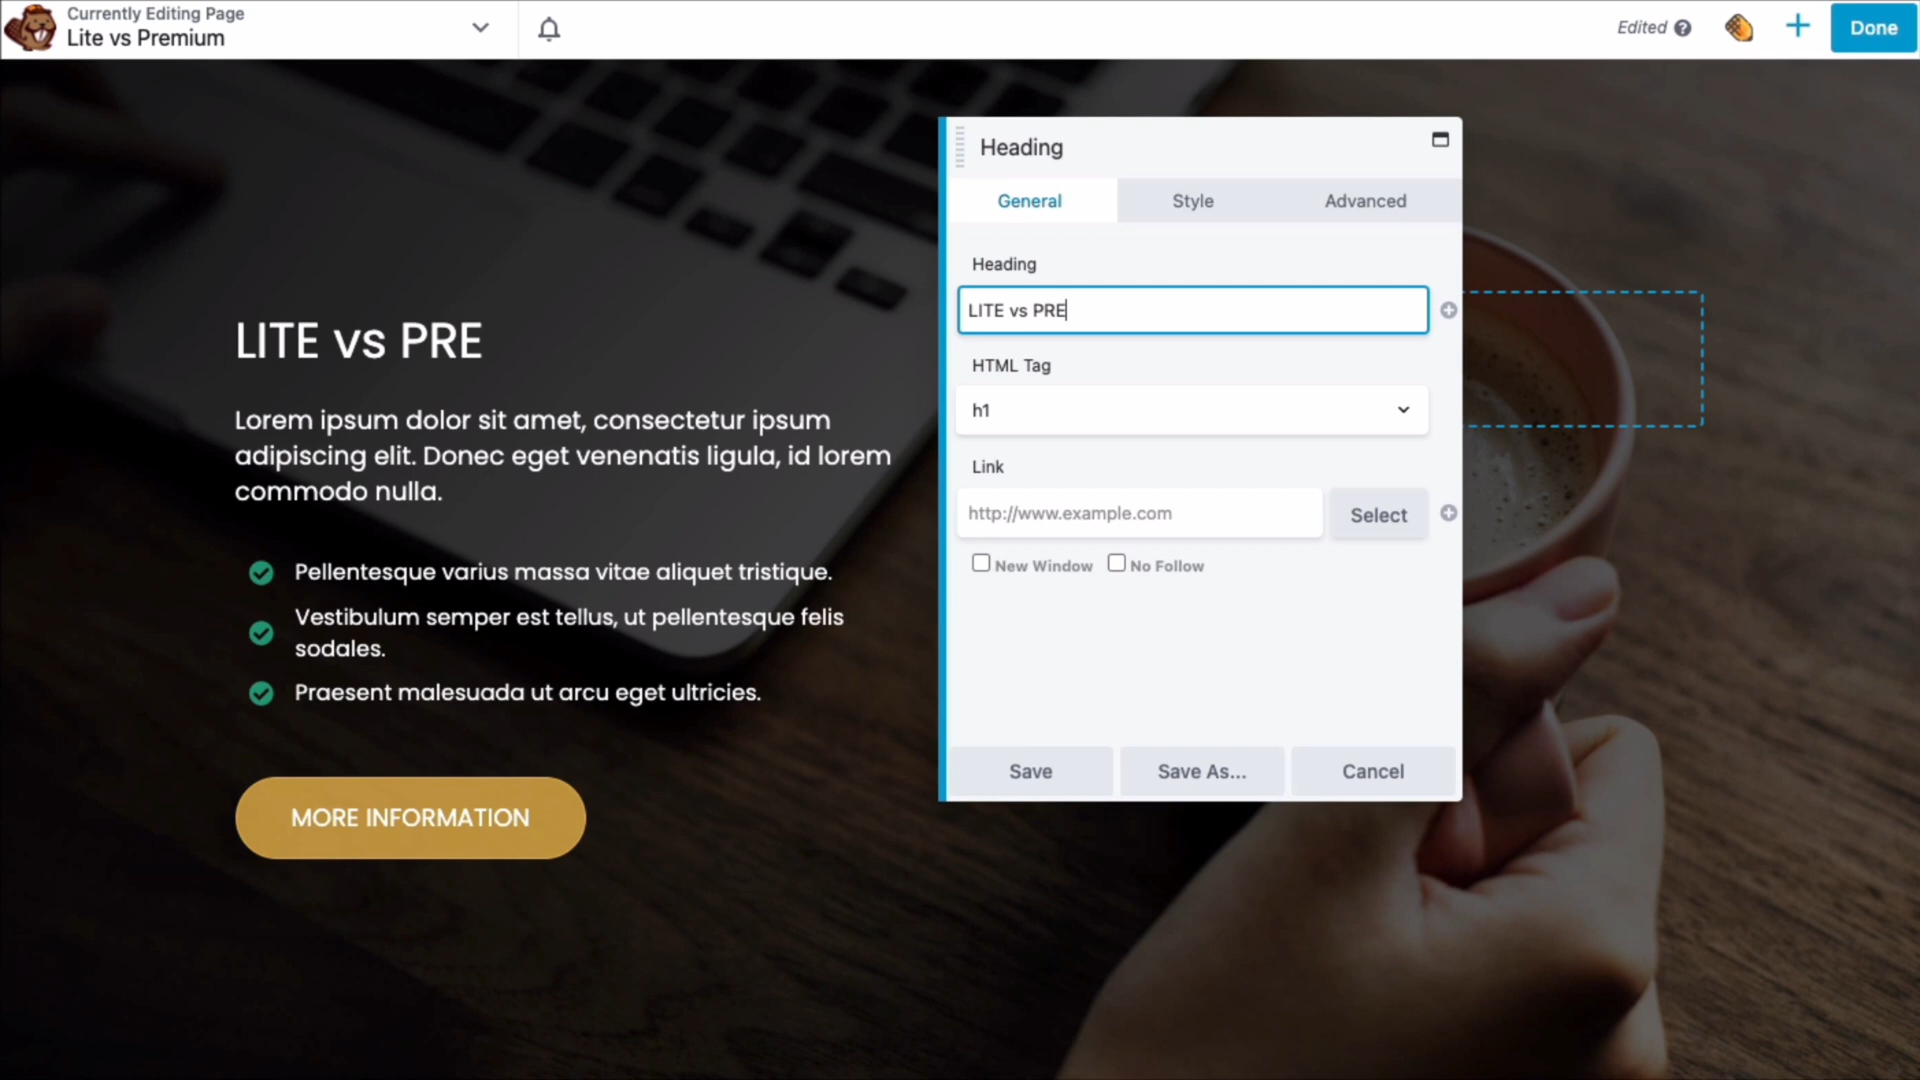 Currently Editing Page
Lite vs Premium
Edited
Done
LITE vs PRE
Lorem ipsum dolor sit amet, consectetur ipsum
adipiscing elit. Donec eget venenatis ligula, id lorem
commodo nulla.
Pellentesque varius massa vitae aliquet tristique.
Vestibulum semper est tellus, ut pellentesque felis
sodales.
Praesent malesuada ut arcu eget ultricies.
MORE INFORMATION
Heading
General
Style
Advanced
Heading
LITE vs PRE
HTML Tag
h1
Link
http://www.example.com
Select
New Window
No Follow
Save
Save As...
Cancel